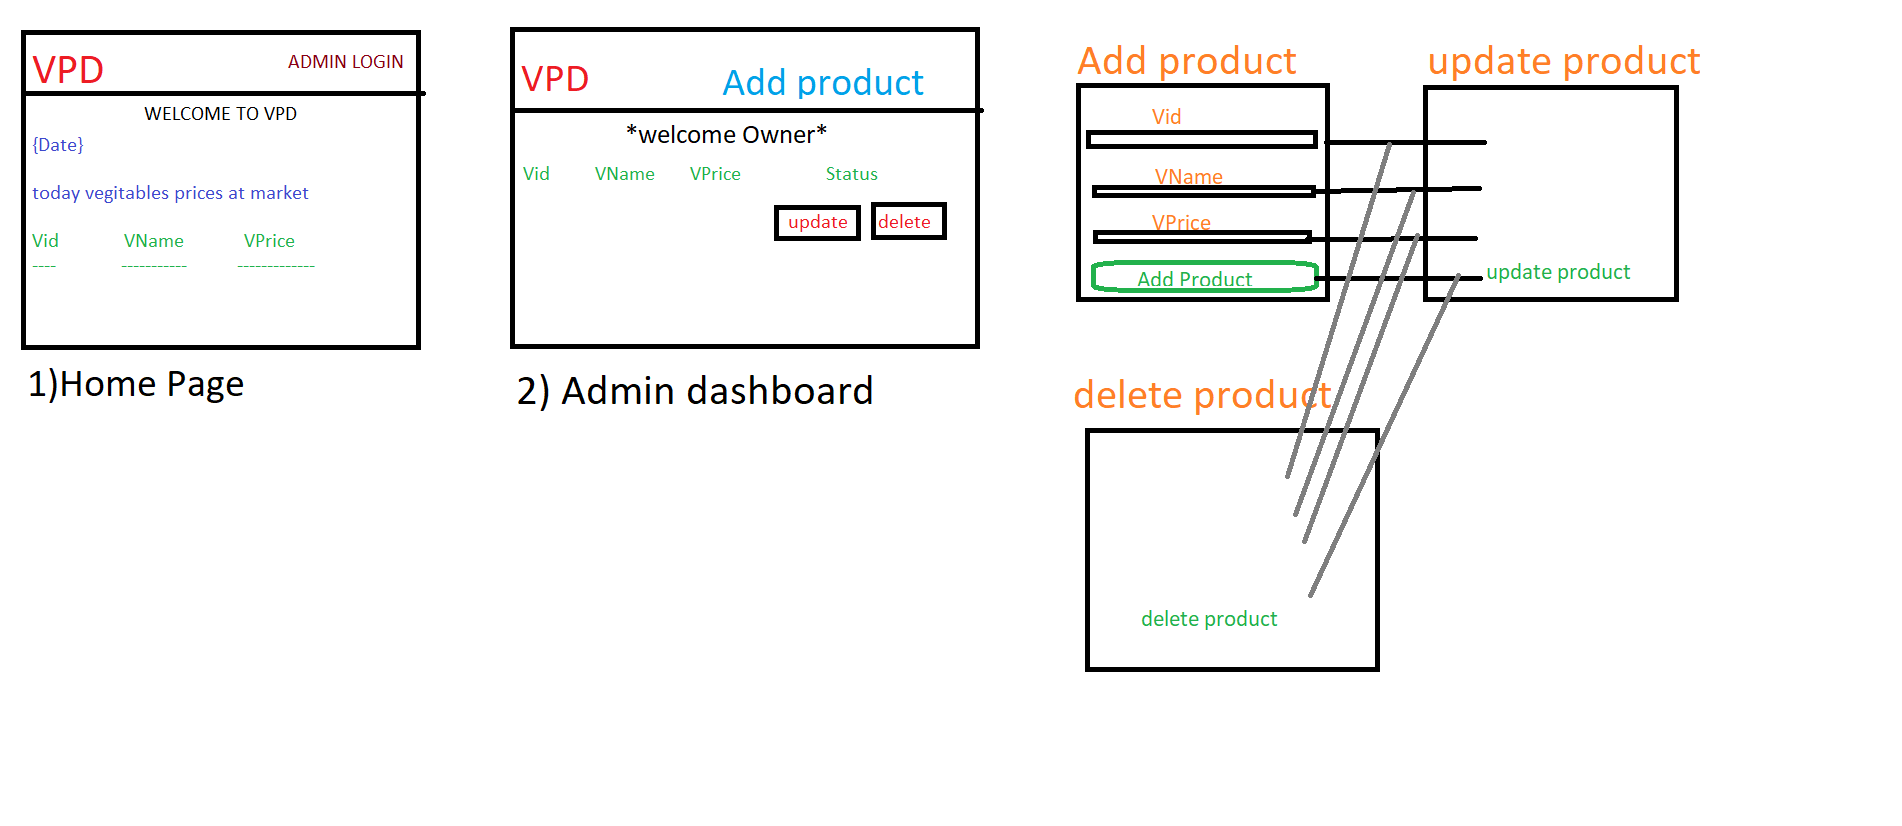 VPD ADMIN LOGIN
WELCOME TO VPD
{Date}
today vegitables prices at market
Vid VName VPrice
---- ----------- -------------
1)Home Page
VPD Add product
*welcome Owner*
Vid VName VPrice Status
update delete
2) Admin dashboard
Add product
Vid
VName
VPrice
Add Product
update product
update product
delete product
delete product